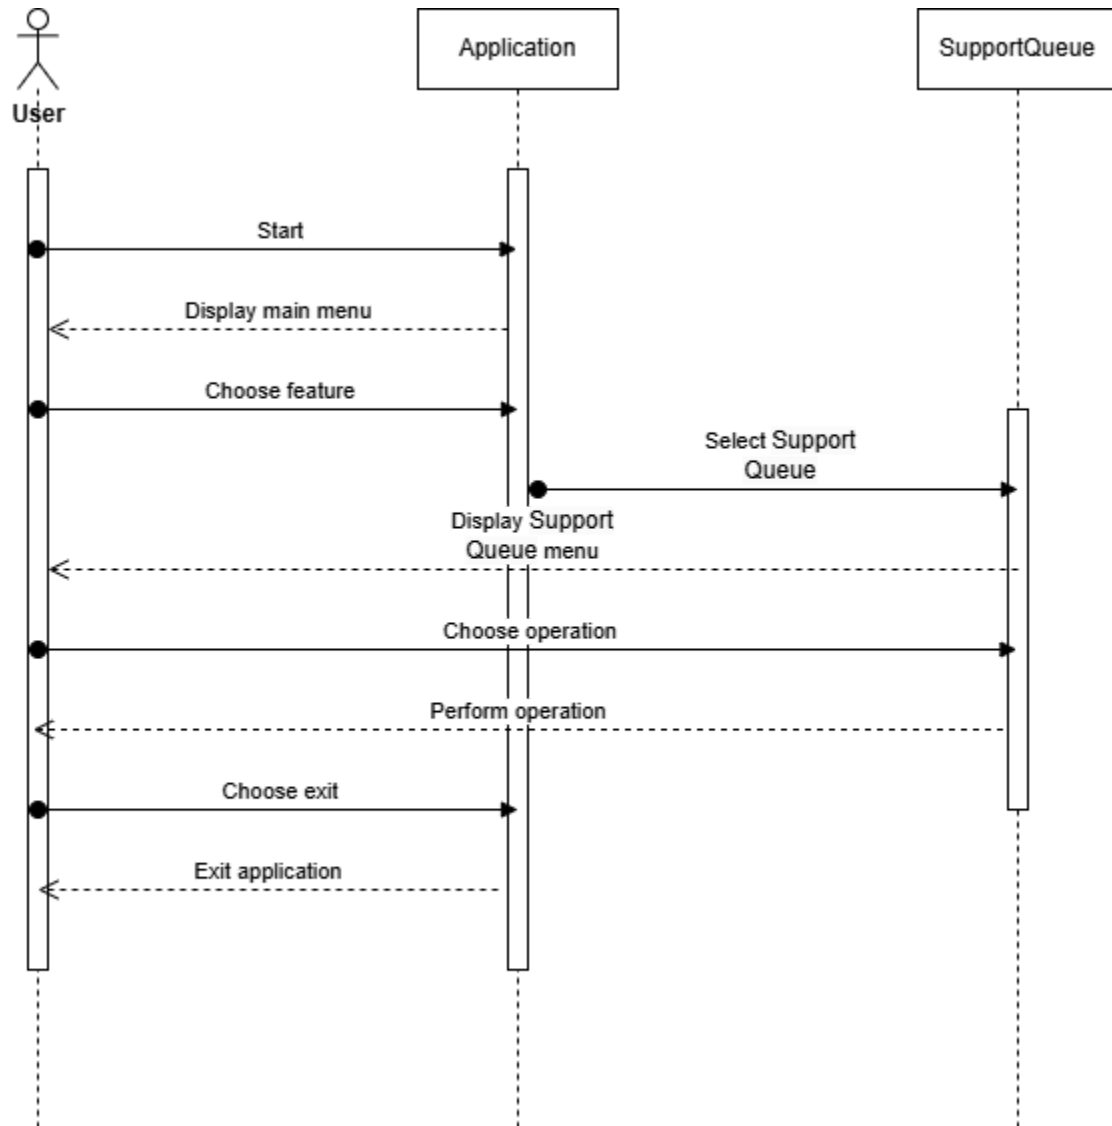 Application
SupportQueue
User
Start
Display main menu
Choose feature
Select Support
Queue
Display Support
Queue menu
Choose operation
Perform operation
Choose exit
Exit application